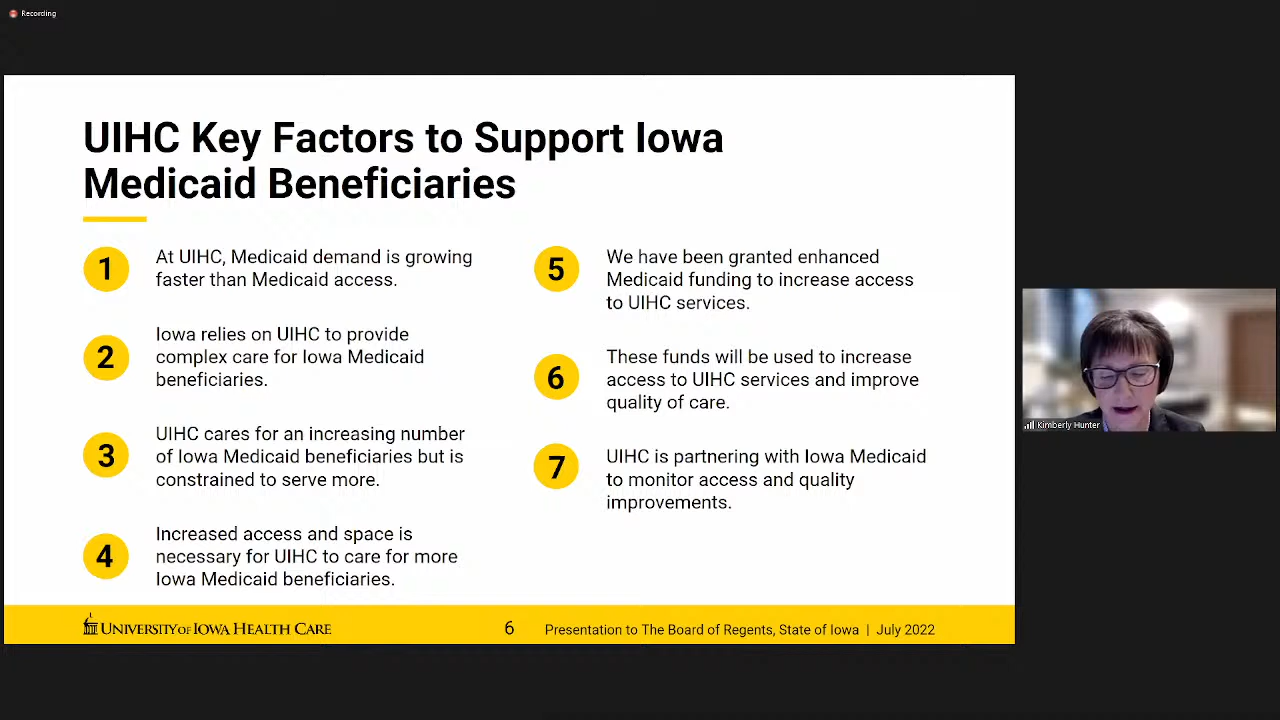 Recording
UIHC Key Factors to Support Iowa
Medicaid Beneficiaries
1
At UIHC, Medicaid demand is growing
faster than Medicaid access.
2
Iowa relies on UIHC to provide
complex care for Iowa Medicaid
beneficiaries.
3
UIHC cares for an increasing number
of Iowa Medicaid beneficiaries but is
constrained to serve more.
4
Increased access and space is
necessary for UIHC to care for more
Iowa Medicaid beneficiaries.
5
We have been granted enhanced
Medicaid funding to increase access
to UIHC services.
6
These funds will be used to increase
access to UIHC services and improve
quality of care.
7
UIHC is partnering with Iowa Medicaid
to monitor access and quality
improvements.
UNIVERSITY OF IOWA HEALTH CARE
6
Presentation to The Board of Regents, State of Iowa | July 2022
Kimberly Hunter